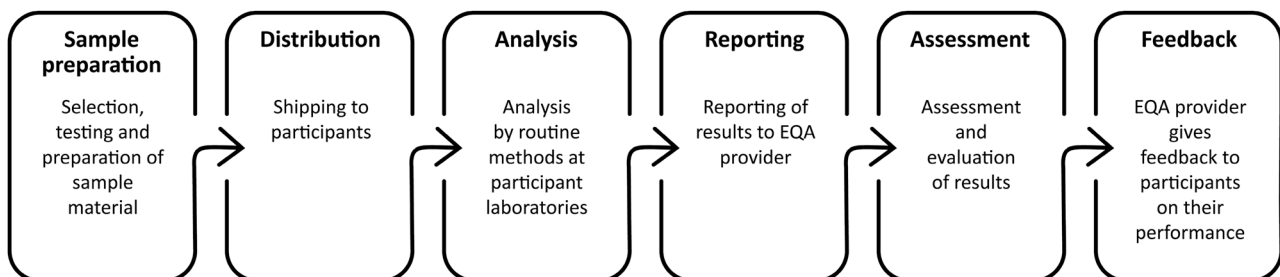 Sample
preparation
Selection,
testing and
preparation of
sample
material
Distribution
Shipping to
participants
Analysis
Analysis
by routine
methods at
participant
laboratories
Reporting
Reporting of
results to EQA
provider
Assessment
Assessment
and
evaluation
of results
Feedback
EQA provider
gives
feedback to
participants
on their
performance